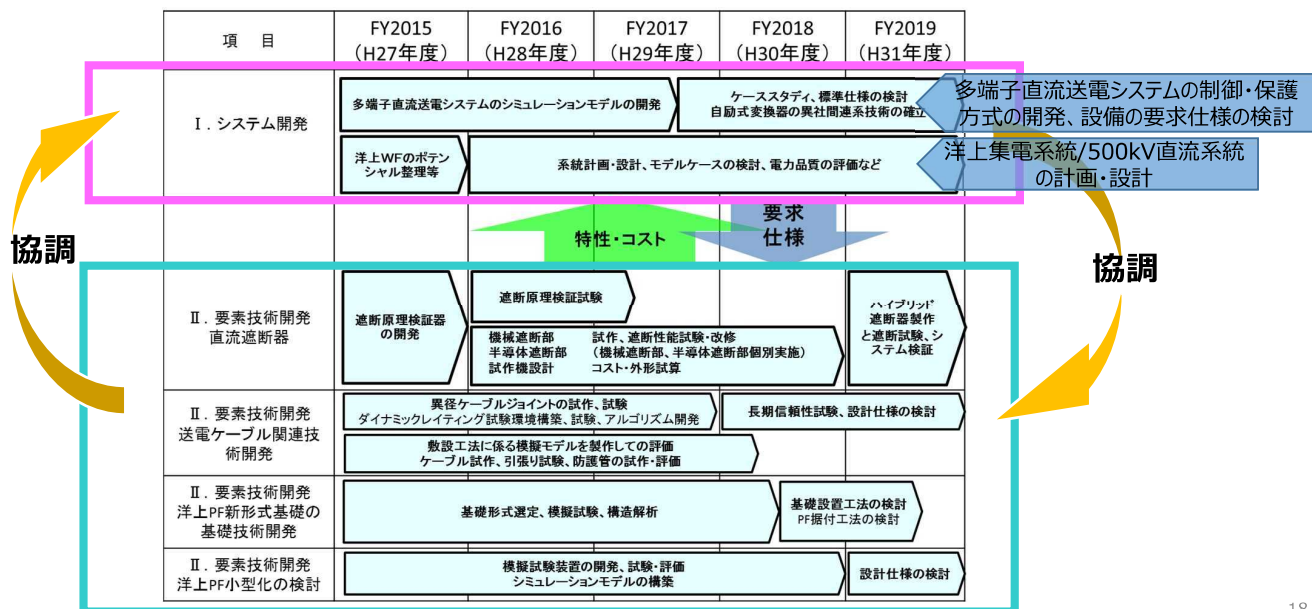 項 目
FY2015
(H27年度)
FY2016
(H28年度)
FY2017
(H29年度)
FY2018
(H30年度)
FY2019
(H31年度)
Ⅰ．システム開発
多端子直流送電システムのシミュレーションモデルの開発
ケーススタディ、標準仕様の検討
自励式変換器の異社間連系技術の確立
多端子直流送電システムの制御・保護
方式の開発、設備の要求仕様の検討
洋上WFのポテン
シャル整理等
系統計画・設計、モデルケースの検討、電力品質の評価など
洋上集電系統/500kV直流系統
の計画・設計
協調
特性・コスト
要求
仕様
協調
Ⅱ．要素技術開発
直流遮断器
遮断原理検証器
の開発
遮断原理検証試験
機械遮断部 試作、遮断性能試験・改修
半導体遮断部 （機械遮断部、半導体遮断部個別実施）
試作機設計 コスト・外形試算
ハイブリッド
遮断器製作
と遮断試験、シ
ステム検証
Ⅱ．要素技術開発
送電ケーブル関連技
術開発
異径ケーブルジョイントの試作、試験
ダイナミックレイティング試験環境構築、試験、アルゴリズム開発
長期信頼性試験、設計仕様の検討
敷設工法に係る模擬モデルを製作しての評価
ケーブル試作、引張り試験、防護管の試作・評価
Ⅱ．要素技術開発
洋上PF新形式基礎の
基礎技術開発
基礎形式選定、模擬試験、構造解析
基礎設置工法の検討
PF据付工法の検討
Ⅱ．要素技術開発
洋上PF小型化の検討
模擬試験装置の開発、試験・評価
シミュレーションモデルの構築
設計仕様の検討
18